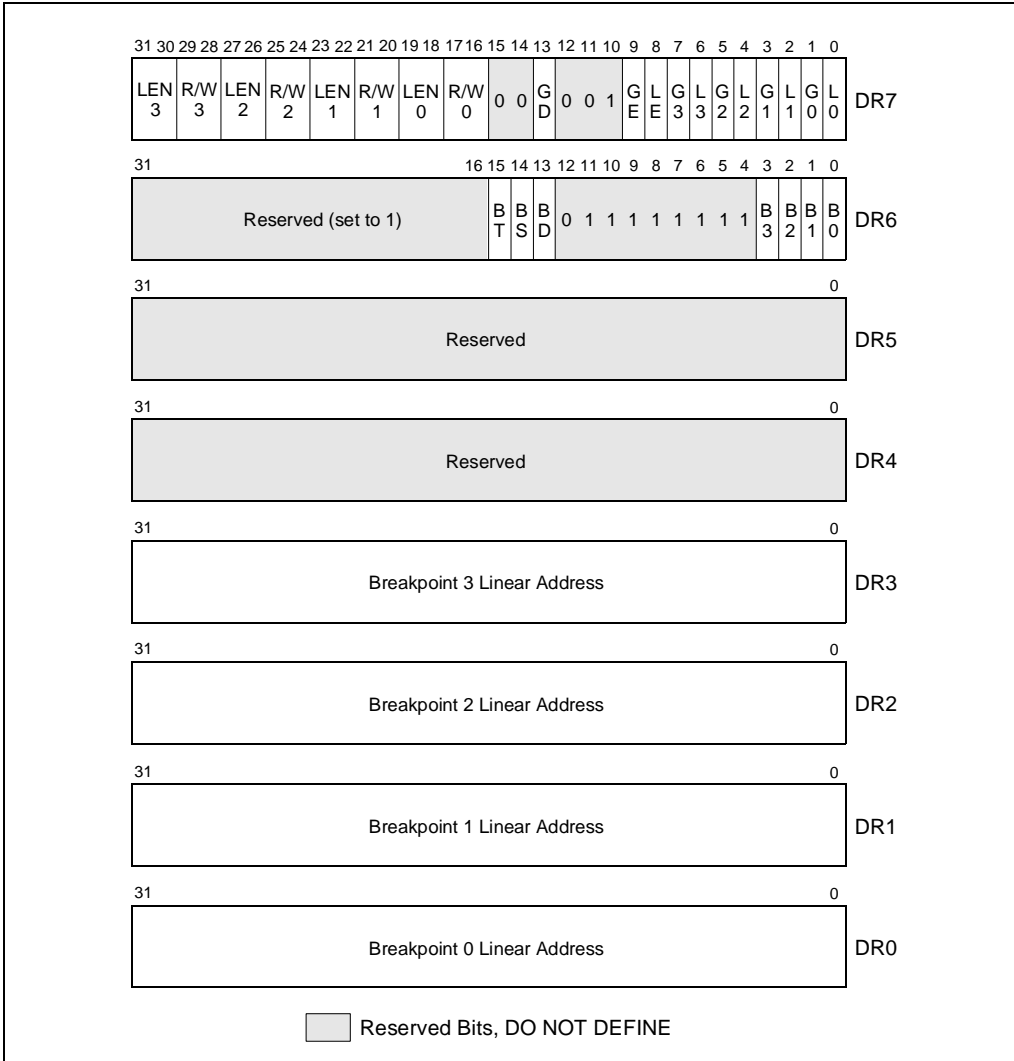 31 30 29 28 27 26 25 24 23 22 21 20 19 18 17 16 15 14 13 12 11 10 9 8 7 6 5 4 3 2 1 0
LEN 3 R/W 3 LEN 2 R/W 2 LEN 1 R/W 1 LEN 0 R/W 0 0 0 G D 0 0 1 G E L E G 3 L 3 G 2 L 2 G 1 L 1 G 0 L 0 DR7
31 16 15 14 13 12 11 10 9 8 7 6 5 4 3 2 1 0
Reserved (set to 1) B T B S B D 0 1 1 1 1 1 1 1 1 B 3 B 2 B 1 B 0 DR6
31 0
Reserved DR5
31 0
Reserved DR4
31 0
Breakpoint 3 Linear Address DR3
31 0
Breakpoint 2 Linear Address DR2
31 0
Breakpoint 1 Linear Address DR1
31 0
Breakpoint 0 Linear Address DR0
Reserved Bits, DO NOT DEFINE